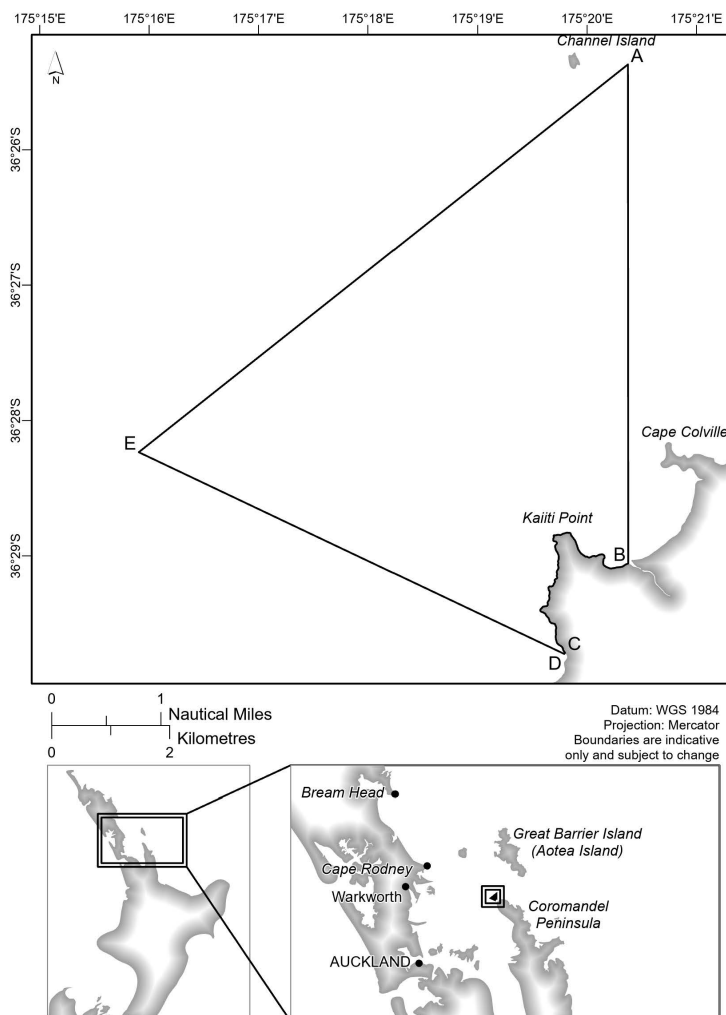 175°15'E 175°16'E 175°17'E 175°18'E 175°19'E 175°20'E 175°21'E
Channel Island
A
N
36°26'S
36°27'S
36°28'S
E
Cape Colville
Kaiiti Point
36°29'S
B
C
D
0 1
Nautical Miles
Kilometres
0 2
Datum: WGS 1984
Projection: Mercator
Boundaries are indicative
only and subject to change
Bream Head
Great Barrier Island
(Aotea Island)
Cape Rodney
Warkworth
Coromandel
Peninsula
AUCKLAND